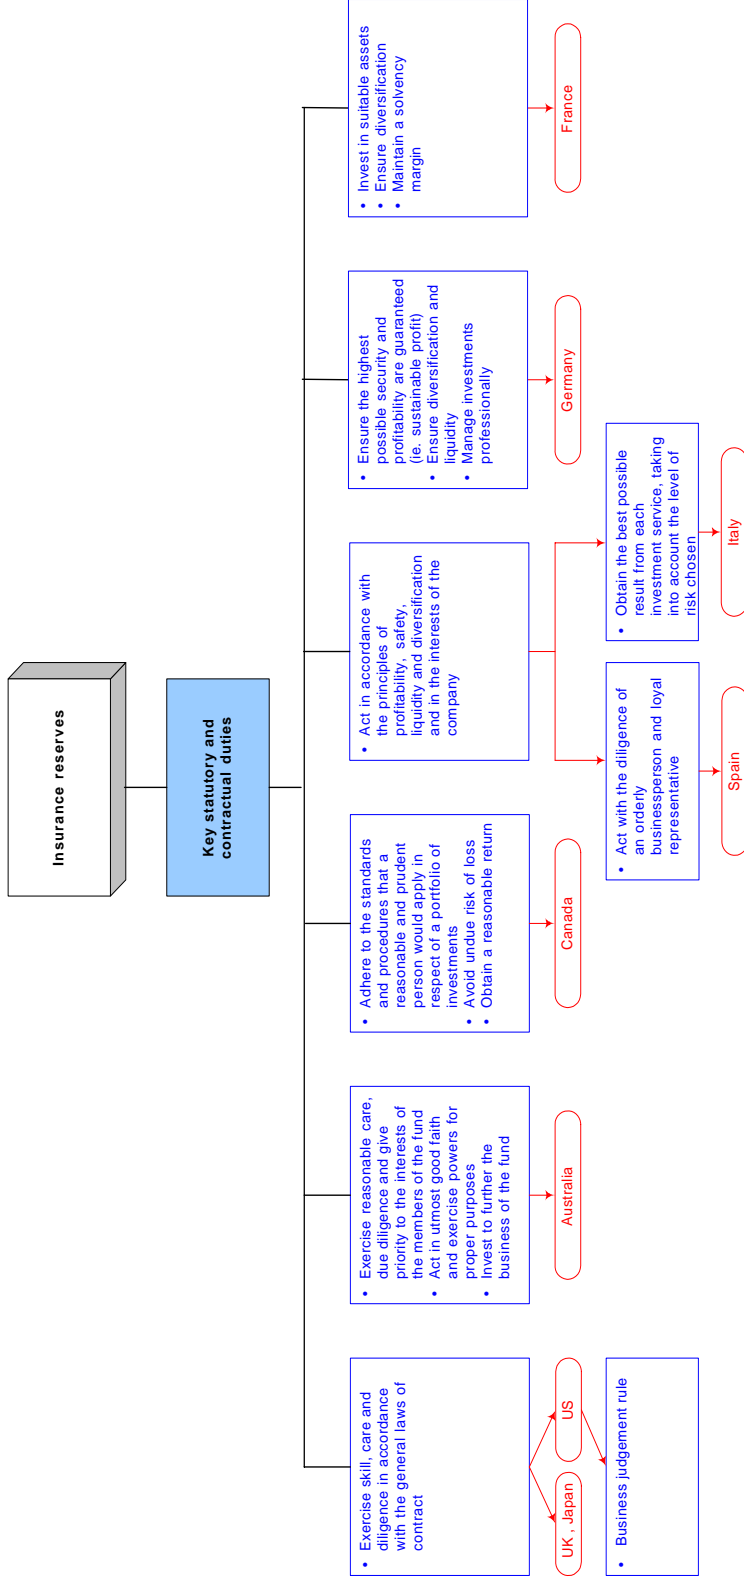 Insurance reserves
Key statutory and
contractual duties
• Exercise skill, care and
diligence in accordance
with the general laws of
contract
UK , Japan
US
• Business judgement rule
• Exercise reasonable care,
due diligence and give
priority to the interests of
the members of the fund
• Act in utmost good faith
and exercise powers for
proper purposes
• Invest to further the
business of the fund
Australia
• Adhere to the standards
and procedures that a
reasonable and prudent
person would apply in
respect of a portfolio of
investments
• Avoid undue risk of loss
• Obtain a reasonable return
Canada
• Act in accordance with
the principles of
profitability, safety,
liquidity and diversification
and in the interests of the
company
• Act with the diligence of
an orderly
businessperson and loyal
representative
Spain
• Obtain the best possible
result from each
investment service, taking
into account the level of
risk chosen
Italy
• Ensure the highest
possible security and
profitability are guaranteed
(ie. sustainable profit)
• Ensure diversification and
liquidity
• Manage investments
professionally
Germany
• Invest in suitable assets
• Ensure diversification
• Maintain a solvency
margin
France